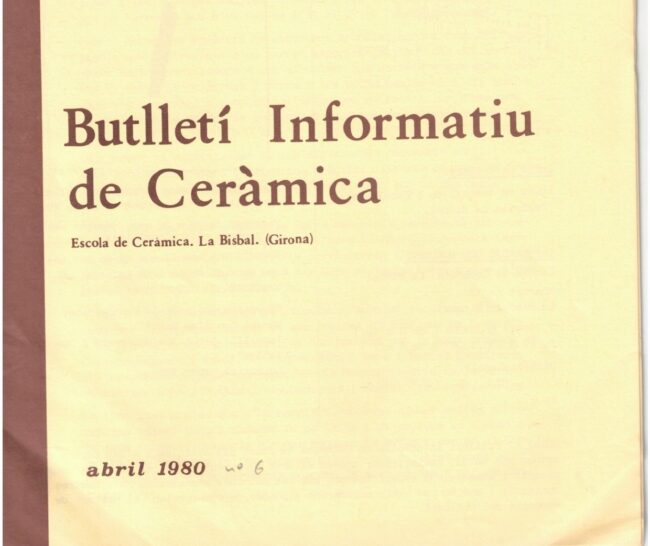 Butlletí Informatiu
de Ceràmica
Escola de Ceràmica. La Bisbal. (Girona)
abril 1980 nº 6